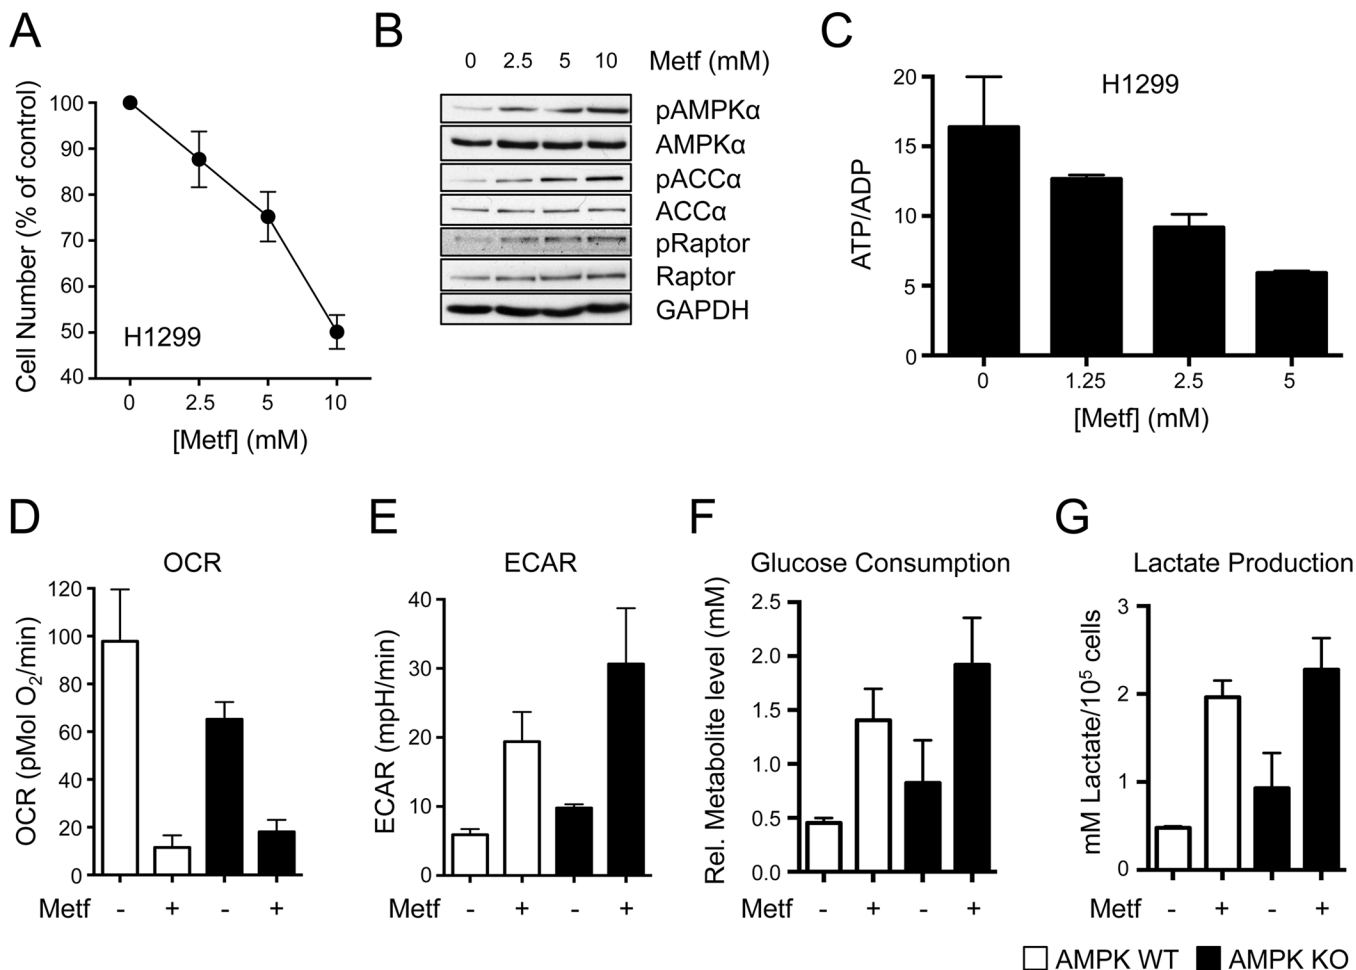 A
Cell Number (% of control)
100
90
80
70
60
50
40
H1299
0 2.5 5 10
[Metf] (mM)
B
0 2.5 5 10 Metf (mM)
pAMPKα
AMPKα
pACCα
ACCα
pRaptor
Raptor
GAPDH
C
H1299
ATP/ADP
20
15
10
5
0
0 1.25 2.5 5
[Metf] (mM)
D
OCR
OCR (pMol O₂/min)
120
100
80
60
40
20
0
Metf - + - +
E
ECAR
ECAR (mpH/min)
40
30
20
10
0
Metf - + - +
F
Glucose Consumption
Rel. Metabolite level (mM)
2.5
2.0
1.5
1.0
0.5
0.0
Metf - + - +
G
Lactate Production
mM Lactate/10⁵ cells
3
2
1
0
Metf - + - +
AMPK WT AMPK KO